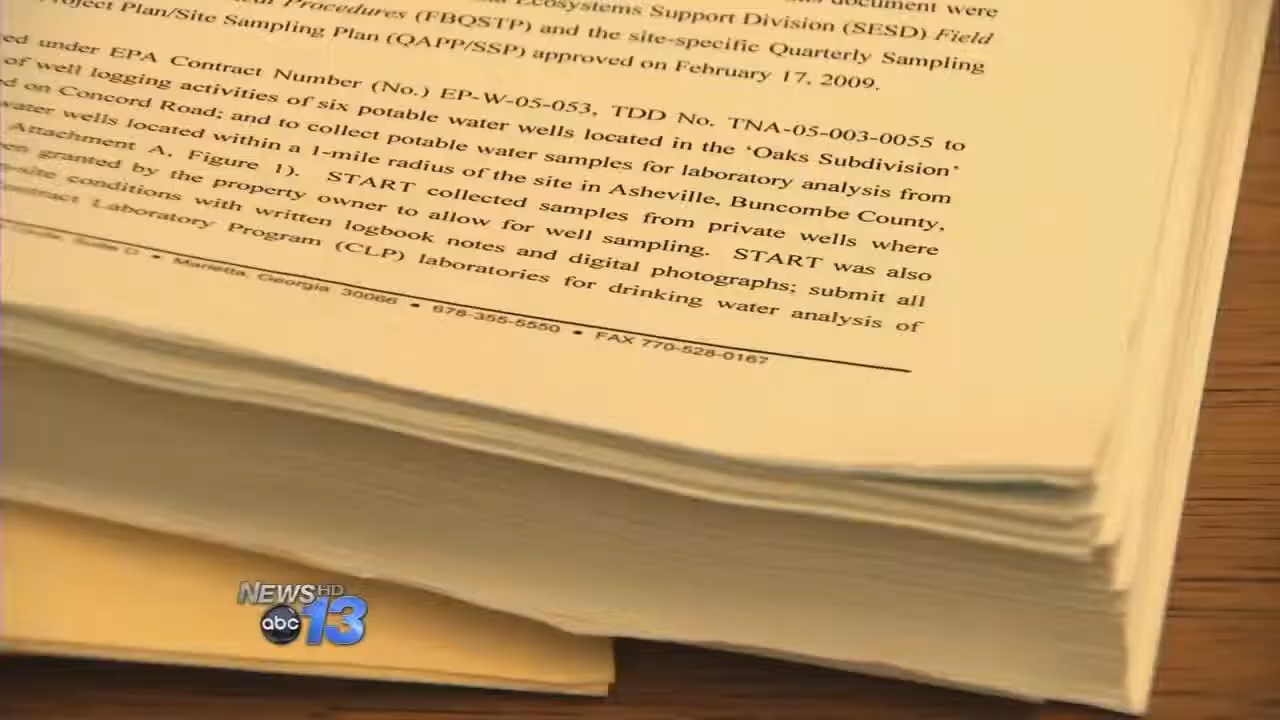 document were
Ecosystems Support Division (SESD) Field
Procedures (FBQSTP) and the site-specific Quarterly Sampling
Plan/Site Sampling Plan (QAPP/SSP) approved on February 17, 2009.
under EPA Contract Number (No.) EP-W-05-053, TDD No. TNA-05-003-0055 to
of well logging activities of six potable water wells located in the 'Oaks Subdivision'
on Concord Road; and to collect potable water samples for laboratory analysis from
water wells located within a 1-mile radius of the site in Asheville, Buncombe County,
Attachment A, Figure 1). START collected samples from private wells where
granted by the property owner to allow for well sampling. START was also
conditions with written logbook notes and digital photographs; submit all
Contract Laboratory Program (CLP) laboratories for drinking water analysis of
Suite D • Marietta, Georgia 30066 • 678-355-5550 • FAX 770-528-0167
NEWS HD
abc 13